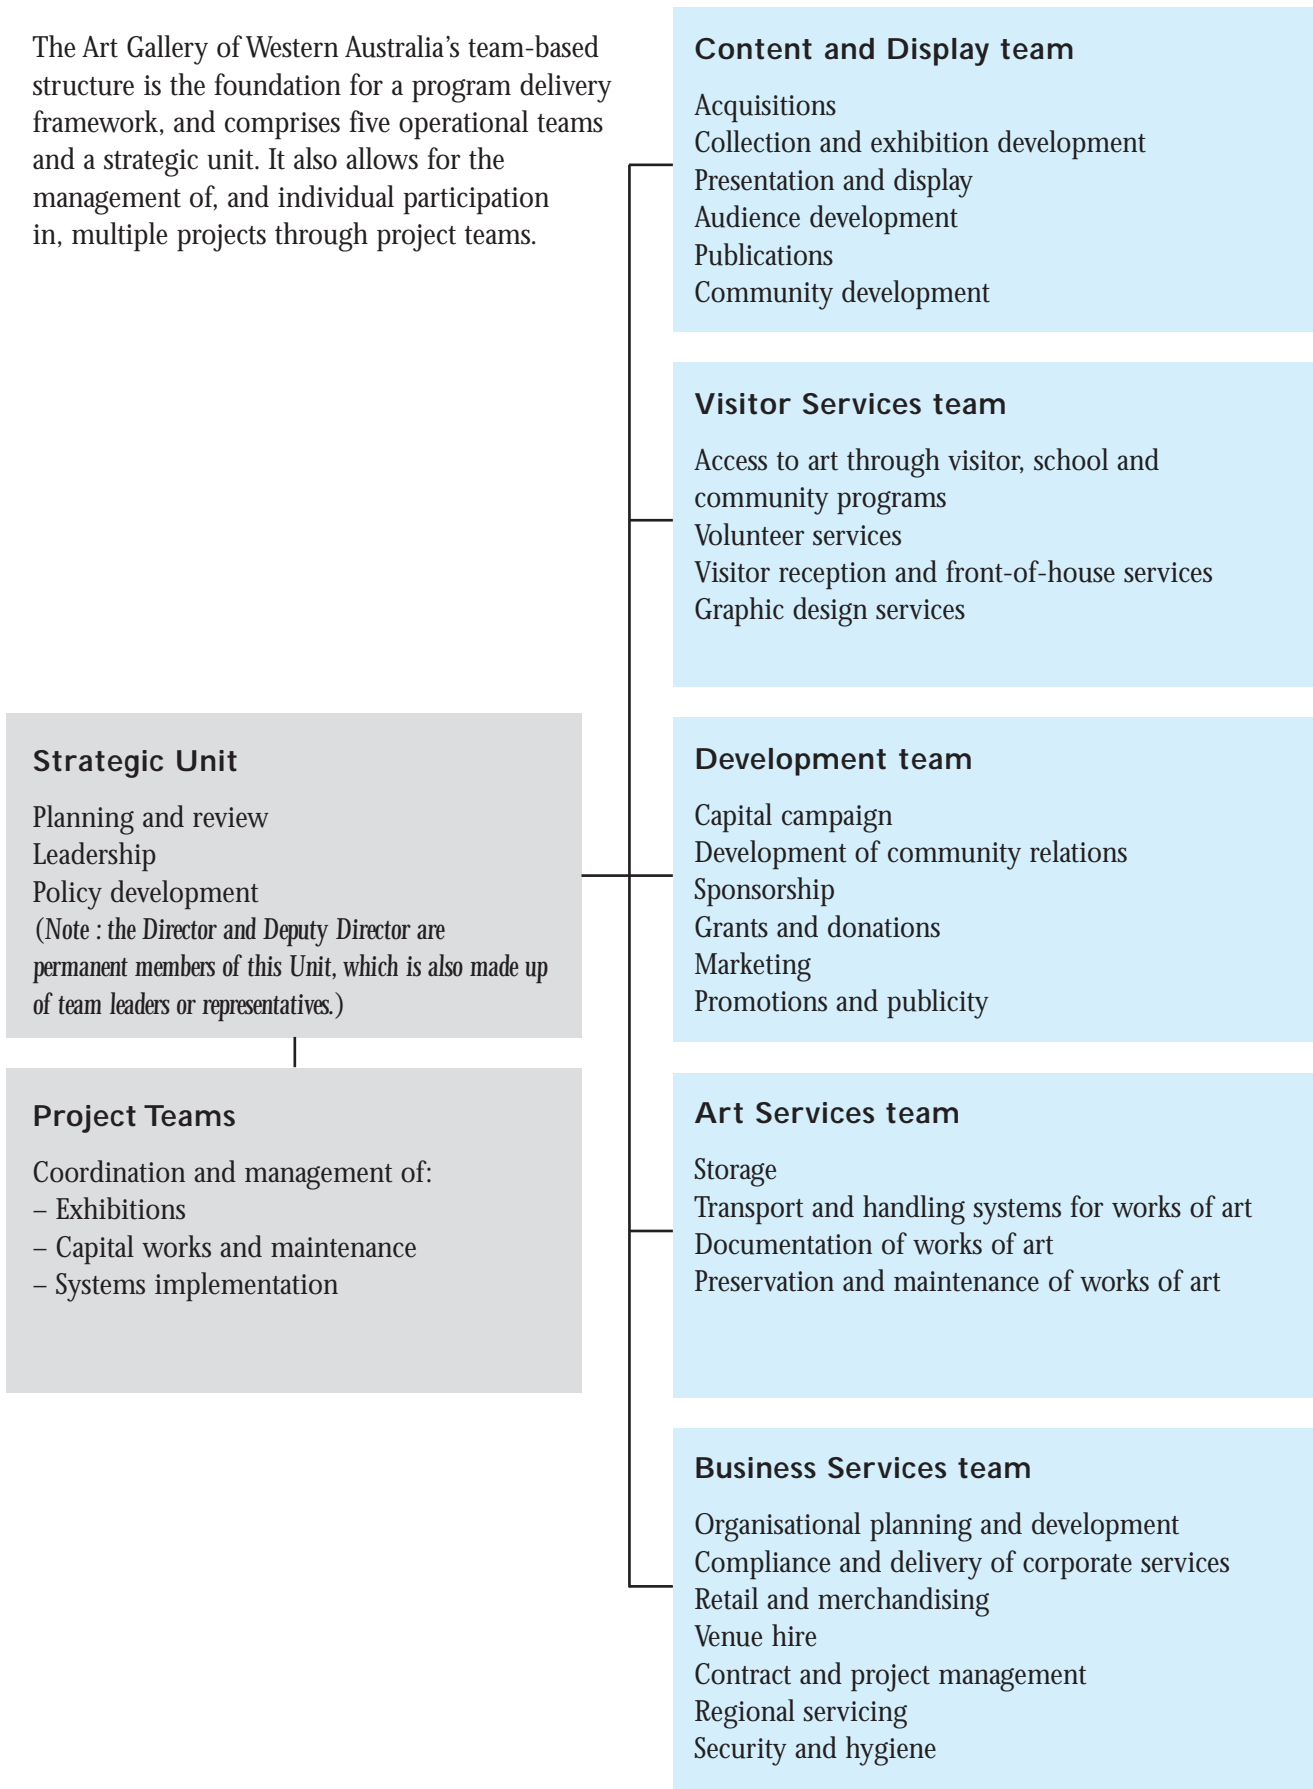 The Art Gallery of Western Australia’s team-based
structure is the foundation for a program delivery
framework, and comprises five operational teams
and a strategic unit. It also allows for the
management of, and individual participation
in, multiple projects through project teams.
Content and Display team
Acquisitions
Collection and exhibition development
Presentation and display
Audience development
Publications
Community development
Visitor Services team
Access to art through visitor, school and
community programs
Volunteer services
Visitor reception and front-of-house services
Graphic design services
Strategic Unit
Planning and review
Leadership
Policy development
(Note : the Director and Deputy Director are
permanent members of this Unit, which is also made up
of team leaders or representatives.)
Development team
Capital campaign
Development of community relations
Sponsorship
Grants and donations
Marketing
Promotions and publicity
Project Teams
Coordination and management of:
– Exhibitions
– Capital works and maintenance
– Systems implementation
Art Services team
Storage
Transport and handling systems for works of art
Documentation of works of art
Preservation and maintenance of works of art
Business Services team
Organisational planning and development
Compliance and delivery of corporate services
Retail and merchandising
Venue hire
Contract and project management
Regional servicing
Security and hygiene